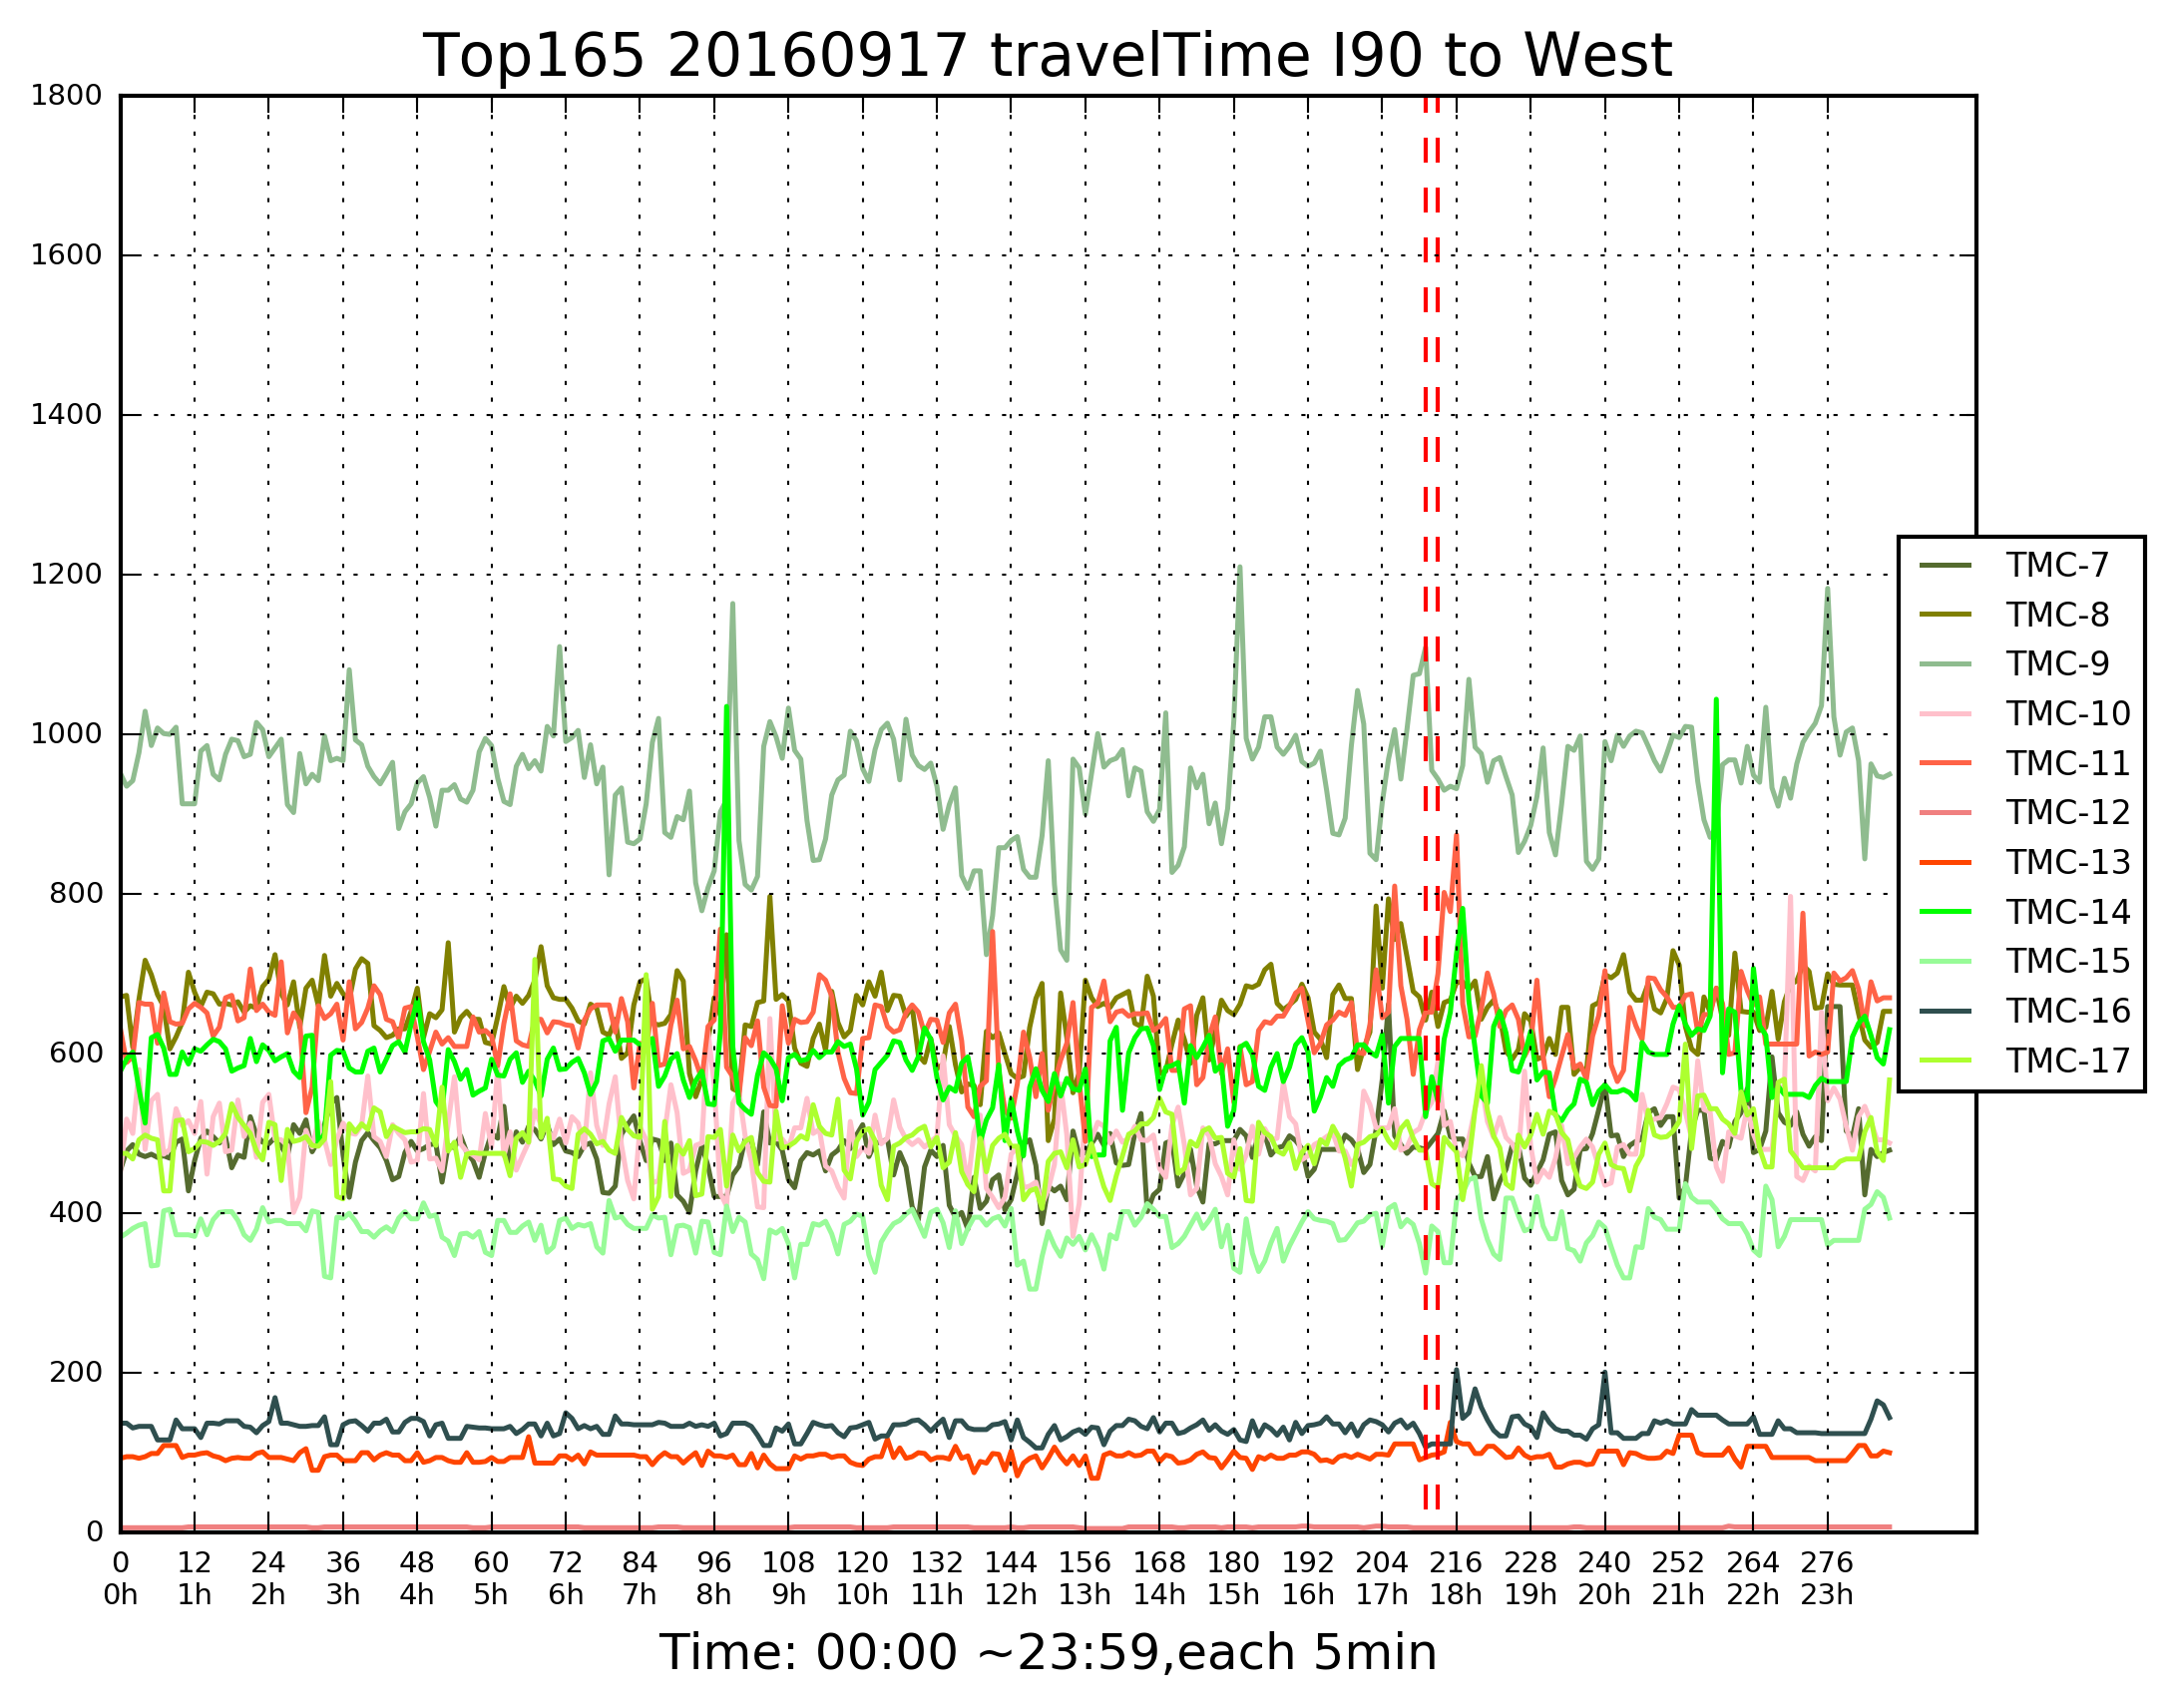 Top165 20160917 travelTime I90 to West
1800
1600
1400
1200
1000
800
600
400
200
0
TMC-7
TMC-8
TMC-9
TMC-10
TMC-11
TMC-12
TMC-13
TMC-14
TMC-15
TMC-16
TMC-17
0 12 24 36 48 60 72 84 96 108 120 132 144 156 168 180 192 204 216 228 240 252 264 276
0h 1h 2h 3h 4h 5h 6h 7h 8h 9h 10h 11h 12h 13h 14h 15h 16h 17h 18h 19h 20h 21h 22h 23h
Time: 00:00 ~23:59,each 5min